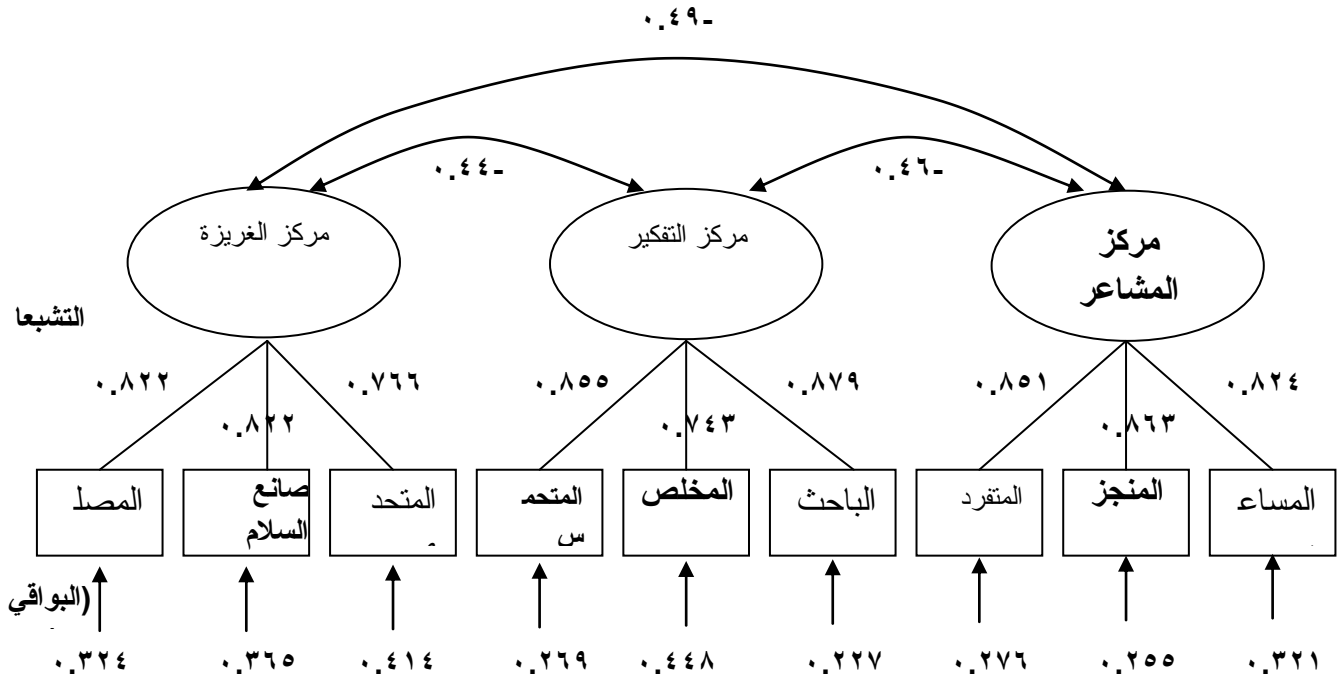 ٠.٤٩-
٠.٤٦-
٠.٤٤-
مركز
المشاعر
مركز التفكير
مركز الغريزة
التشبعا
٠.٨٢٤
٠.٨٦٣
٠.٨٥١
٠.٨٧٩
٠.٧٤٣
٠.٨٥٥
٠.٧٦٦
٠.٨٢٢
٠.٨٢٢
المساعـ
المنجز
المتفرد
الباحث
المخلص
المتحمـ
س
المتحد
صانع
السلام
المصلـ
(البواقي
٠.٣٢١
٠.٢٥٥
٠.٢٧٦
٠.٢٢٧
٠.٤٤٨
٠.٢٦٩
٠.٤١٤
٠.٣٦٥
٠.٣٢٤